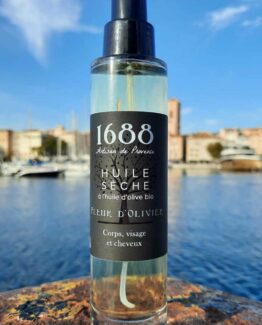 1688
Artisan de Provence
HUILE
SÈCHE
à l'huile d'olive bio
FLEUR D'OLIVIER
Corps, visage
et cheveux